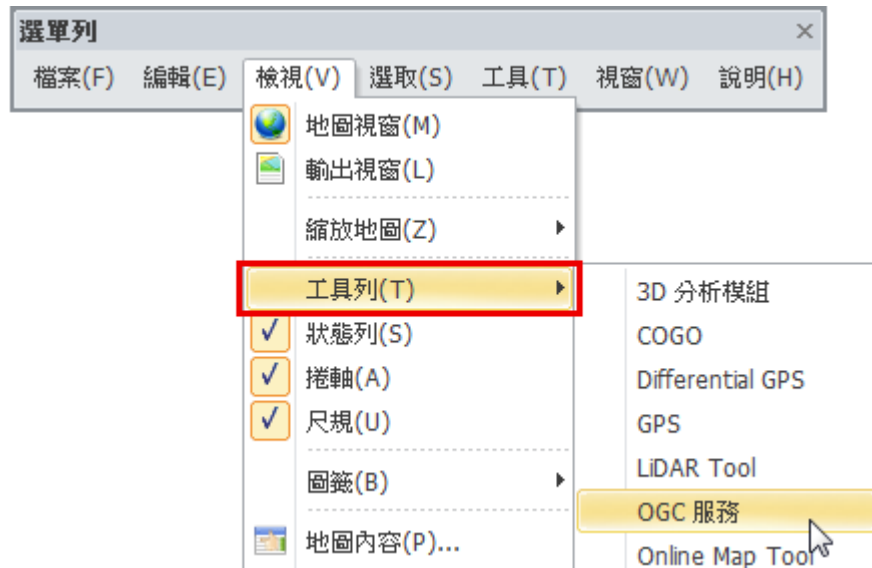 選單列
檔案(F) 編輯(E) 檢視(V) 選取(S) 工具(T) 視窗(W) 說明(H)
地圖視窗(M)
輸出視窗(L)
縮放地圖(Z)
工具列(T)
狀態列(S)
捲軸(A)
尺規(U)
圖籤(B)
地圖內容(P)...
3D 分析模組
COGO
Differential GPS
GPS
LiDAR Tool
OGC 服務
Online Map Tool